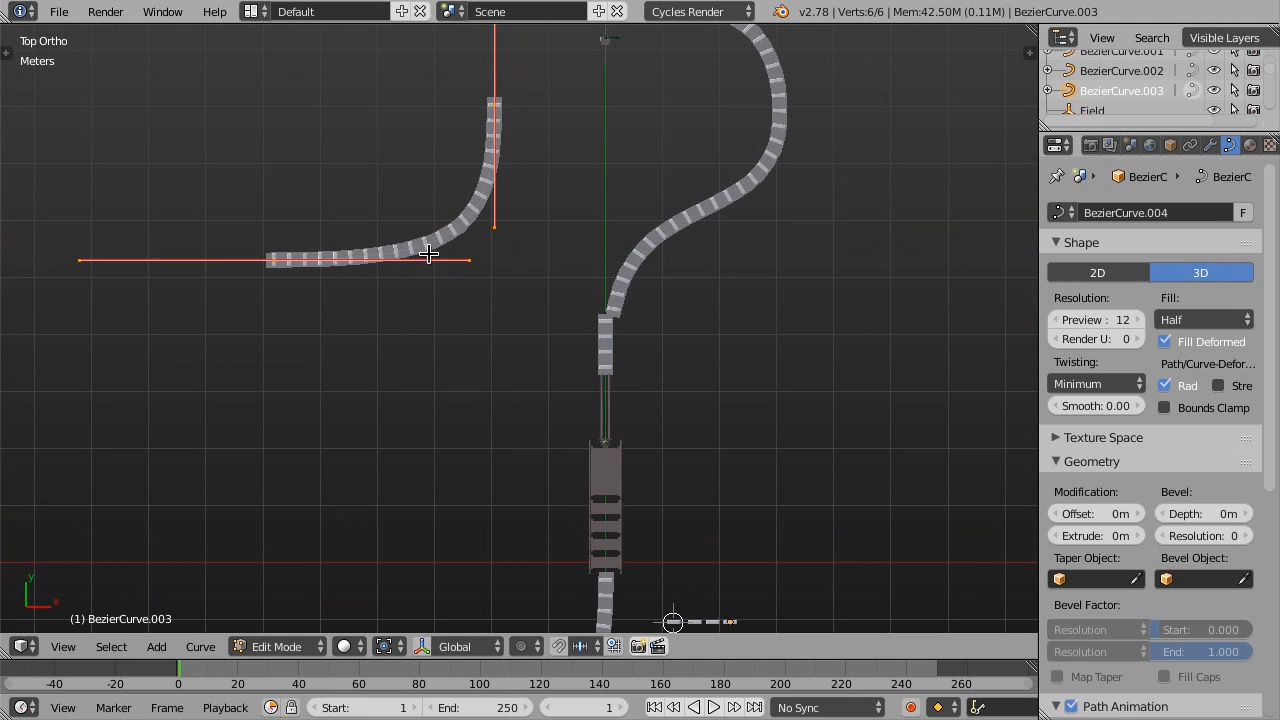 File Render Window Help Default Scene Cycles Render v2.78 | Verts:6/6 | Mem:42.50M (0.11M) | BezierCurve.003
Top Ortho
Meters
View Search Visible Layers
BezierCurve.001
BezierCurve.002
BezierCurve.003
Field
BezierC BezierC
BezierCurve.004 F
Shape
2D 3D
Resolution: Fill:
Preview : 12 Half
Render U: 0 Fill Deformed
Twisting: Path/Curve-Defor...
Minimum Rad Stre
Smooth: 0.00 Bounds Clamp
Texture Space
Geometry
Modification: Bevel:
Offset: 0m Depth: 0m
Extrude: 0m Resolution: 0
Taper Object: Bevel Object:
Bevel Factor:
Resolution Start: 0.000
Resolution End: 1.000
Map Taper Fill Caps
Path Animation
y
x
(1) BezierCurve.003
View Select Add Curve Edit Mode Global
-40 -20 0 20 40 60 80 100 120 140 160 180 200 220 240 260
View Marker Frame Playback Start: 1 End: 250 1 No Sync